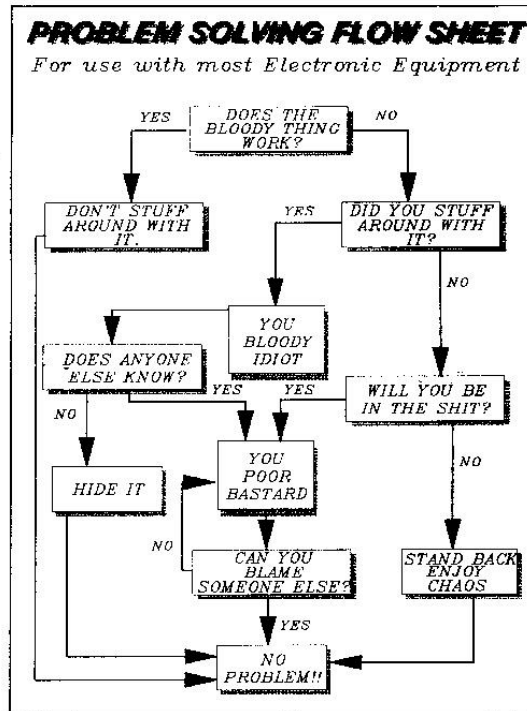 PROBLEM SOLVING FLOW SHEET
For use with most Electronic Equipment
YES
DOES THE
BLOODY THING
WORK?
NO
DON'T STUFF
AROUND WITH
IT.
YES
DID YOU STUFF
AROUND WITH
IT?
NO
YOU
BLOODY
IDIOT
DOES ANYONE
ELSE KNOW?
YES
YES
WILL YOU BE
IN THE SHIT?
NO
NO
HIDE IT
YOU
POOR
BASTARD
NO
CAN YOU
BLAME
SOMEONE ELSE?
STAND BACK
ENJOY
CHAOS
YES
NO
PROBLEM!!